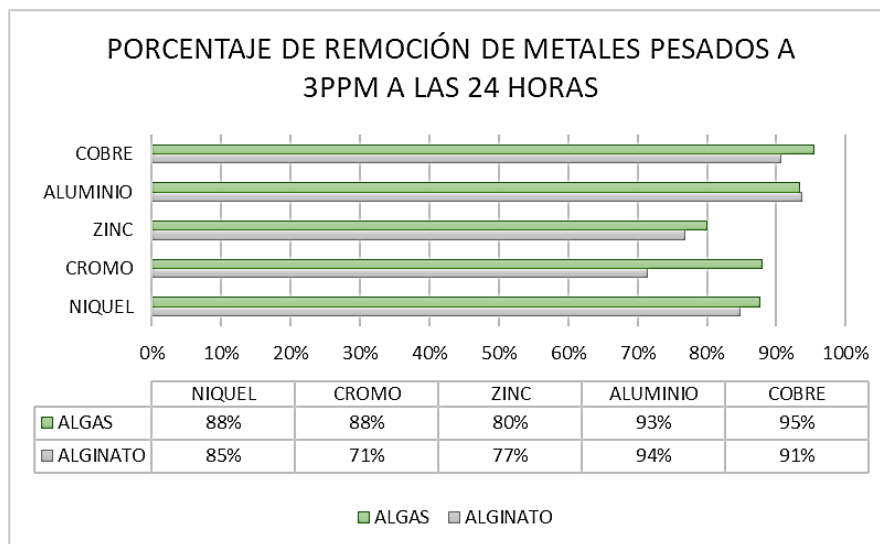 PORCENTAJE DE REMOCIÓN DE METALES PESADOS A
3PPM A LAS 24 HORAS
COBRE
ALUMINIO
ZINC
CROMO
NIQUEL
0% 10% 20% 30% 40% 50% 60% 70% 80% 90% 100%
NIQUEL CROMO ZINC ALUMINIO COBRE
ALGAS 88% 88% 80% 93% 95%
ALGINATO 85% 71% 77% 94% 91%
ALGAS ALGINATO